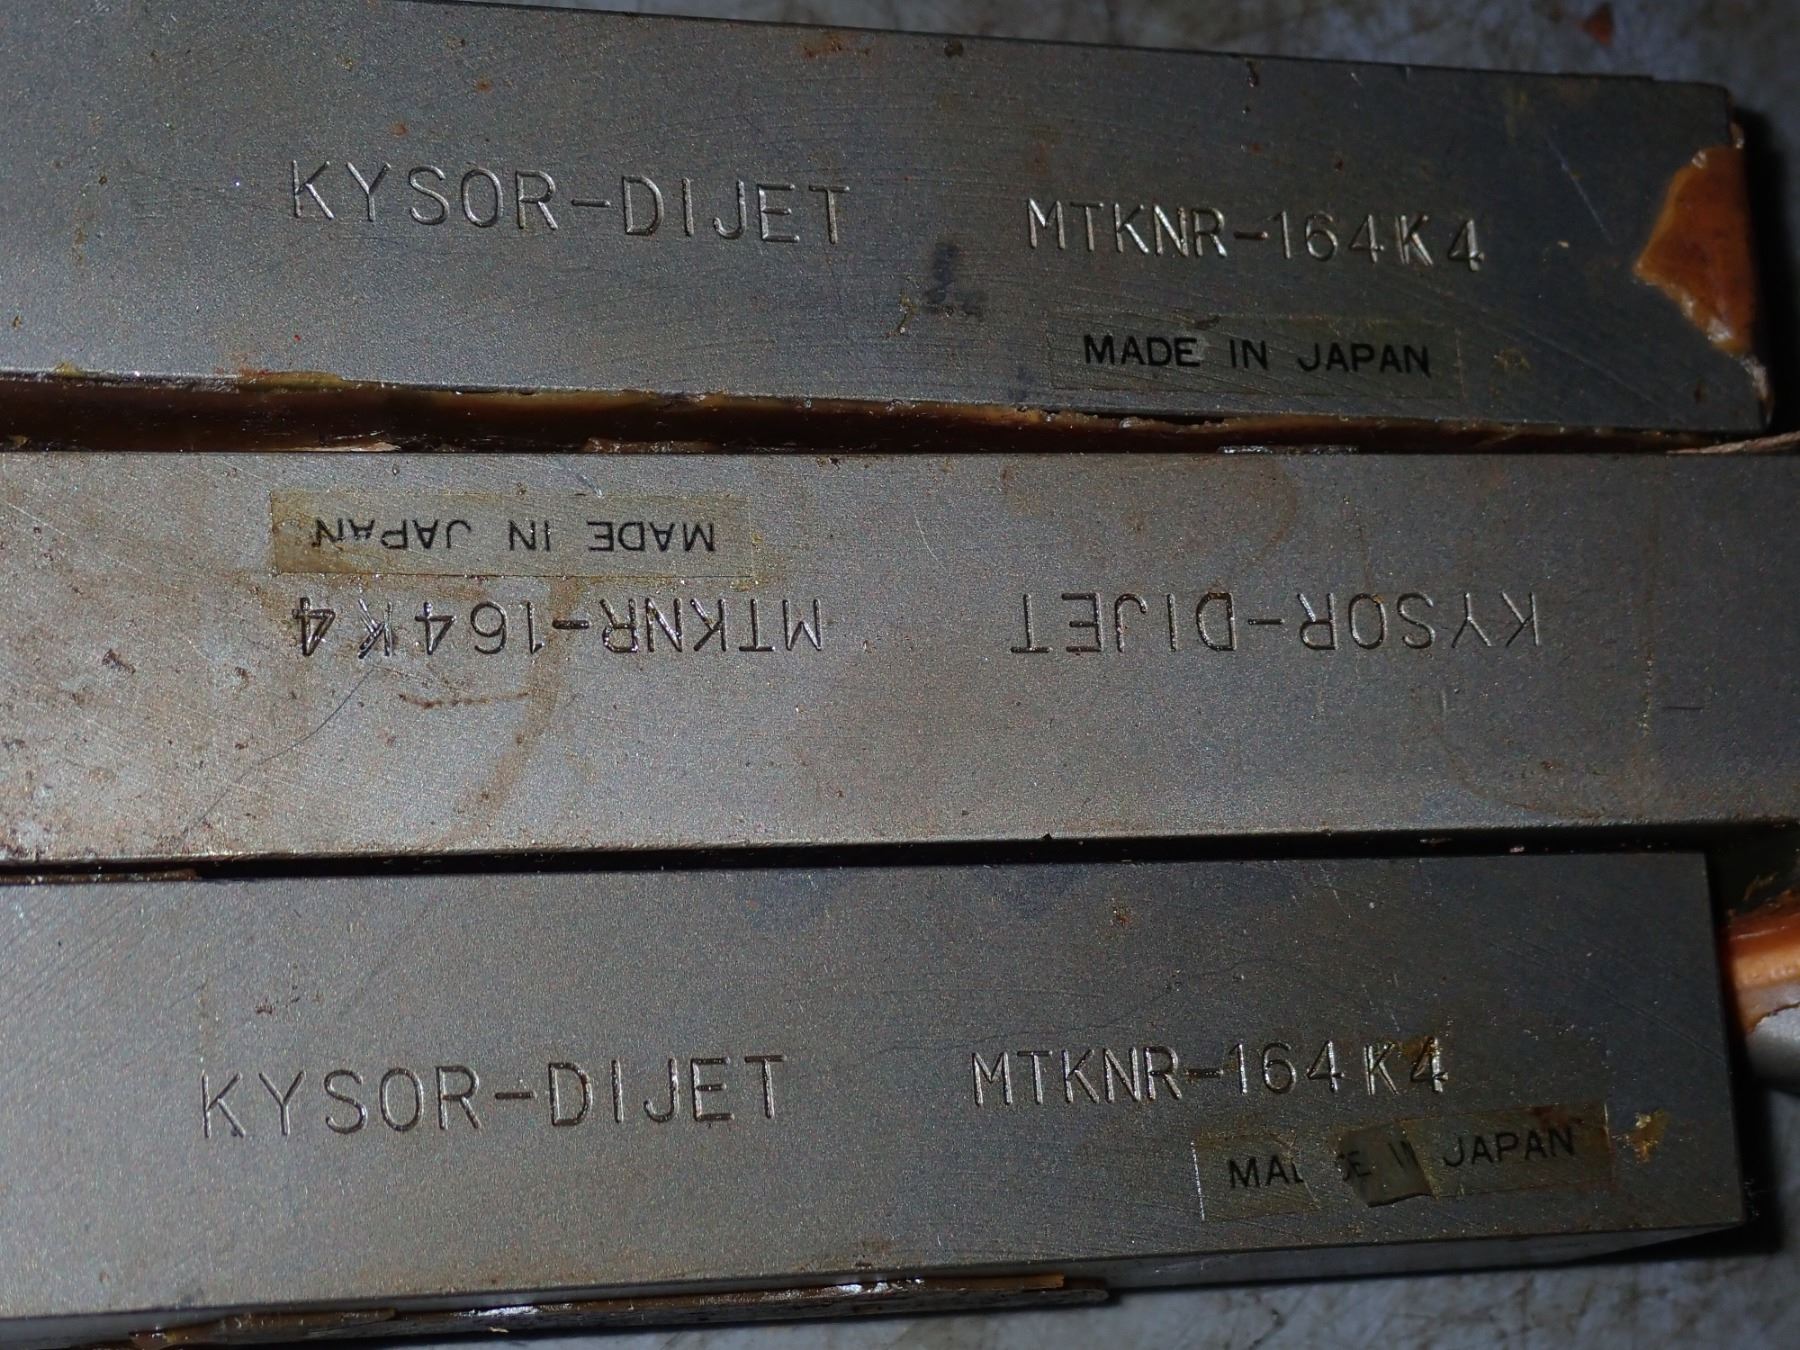 KYSOR-DIJET MTKNR-164K4
MADE IN JAPAN
KYSOR-DIJET MTKNR-164K4
MADE IN JAPAN
KYSOR-DIJET MTKNR-164K4
JAPAN